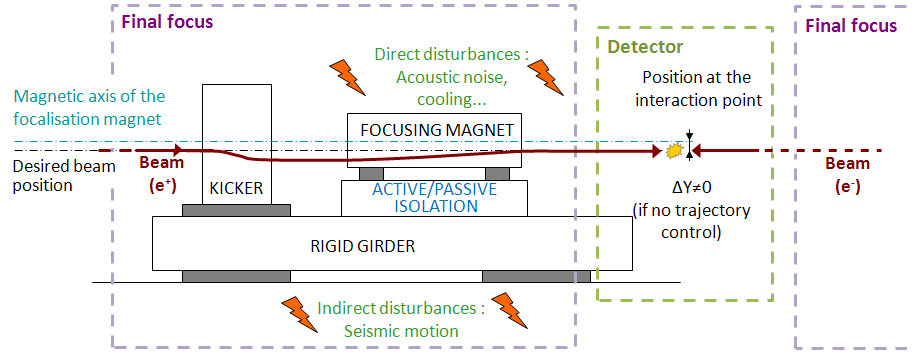 Final focus
Final focus
Detector
Direct disturbances :
Acoustic noise,
cooling...
Position at the
interaction point
Magnetic axis of the
focalisation magnet
FOCUSING MAGNET
Desired beam
position
Beam
(e+)
KICKER
ACTIVE/PASSIVE
ISOLATION
Beam
(e-)
ΔY≠0
(if no trajectory
control)
RIGID GIRDER
Indirect disturbances :
Seismic motion